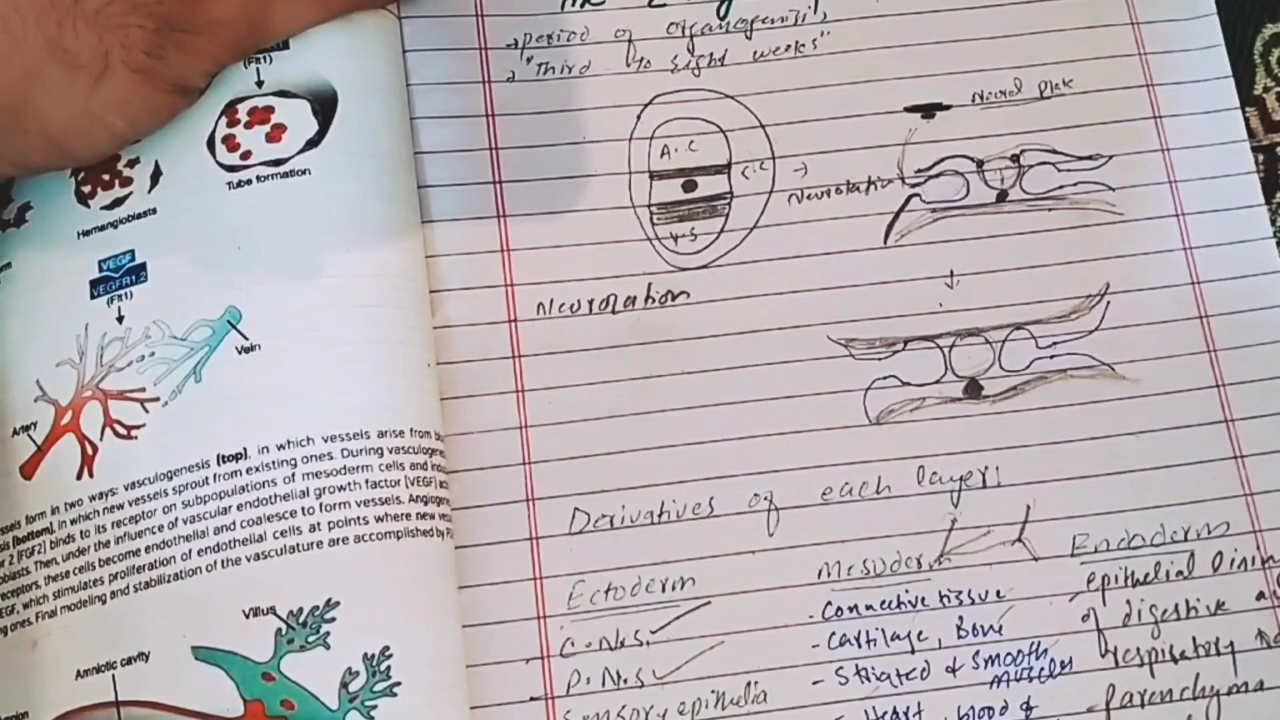 (Flt1)
Tube formation
Hemangioblasts
VEGF
VEGFR1,2
(Flt1)
Vein
Artery
form in two ways: vasculogenesis (top), in which vessels arise from
(bottom), in which new vessels sprout from existing ones. During
2 (FGF2) binds to its receptor on subpopulations of mesoderm cells and
Then, under the influence of vascular endothelial growth factor (VEGF)
receptors, these cells become endothelial and coalesce to form vessels.
which stimulates proliferation of endothelial cells at points where new
ones. Final modeling and stabilization of the vasculature are accomplished by
Villus
Amniotic cavity
→period of
→"Third to eight weeks"
A.C
C.C
Y.S
→
Neural plate
Neurolation
Derivatives of each layer:
Ectoderm
C.N.S
P.N.S
epithelia
Mesoderm
- Connective tissue
- Cartilage, Bone
- Striated & Smooth
muscles
Heart, blood &
Endoderm
epithelial
of digestive
respiratory
parenchyma